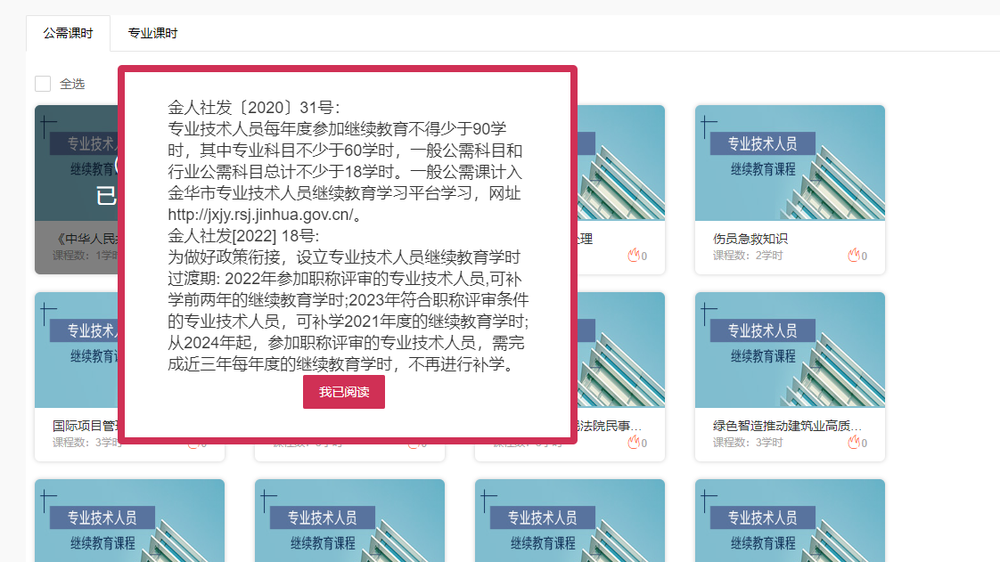 公需课时
专业课时
全选
金人社发〔2020〕31号：
专业技术人员每年度参加继续教育不得少于90学
时，其中专业科目不少于60学时，一般公需科目和
行业公需科目总计不少于18学时。一般公需课计入
金华市专业技术人员继续教育学习平台学习，网址
http://jxjy.rsj.jinhua.gov.cn/。
金人社发[2022] 18号:
为做好政策衔接，设立专业技术人员继续教育学时
过渡期: 2022年参加职称评审的专业技术人员,可补
学前两年的继续教育学时;2023年符合职称评审条件
的专业技术人员，可补学2021年度的继续教育学时;
从2024年起，参加职称评审的专业技术人员，需完
成近三年每年度的继续教育学时，不再进行补学。
我已阅读
专业技术人
继续教育
已
《中华人民共
课程数：1学时
处理
0
专业技术人员
继续教育课程
伤员急救知识
课程数：2学时
0
专业技术人
继续教育
国际项目管
课程数：3学时
课程数：3学时
法院民事...
课程数：3学时
0
专业技术人员
继续教育课程
绿色智造推动建筑业高质...
课程数：3学时
0
专业技术人员
继续教育课程
专业技术人员
继续教育课程
专业技术人员
继续教育课程
专业技术人员
继续教育课程